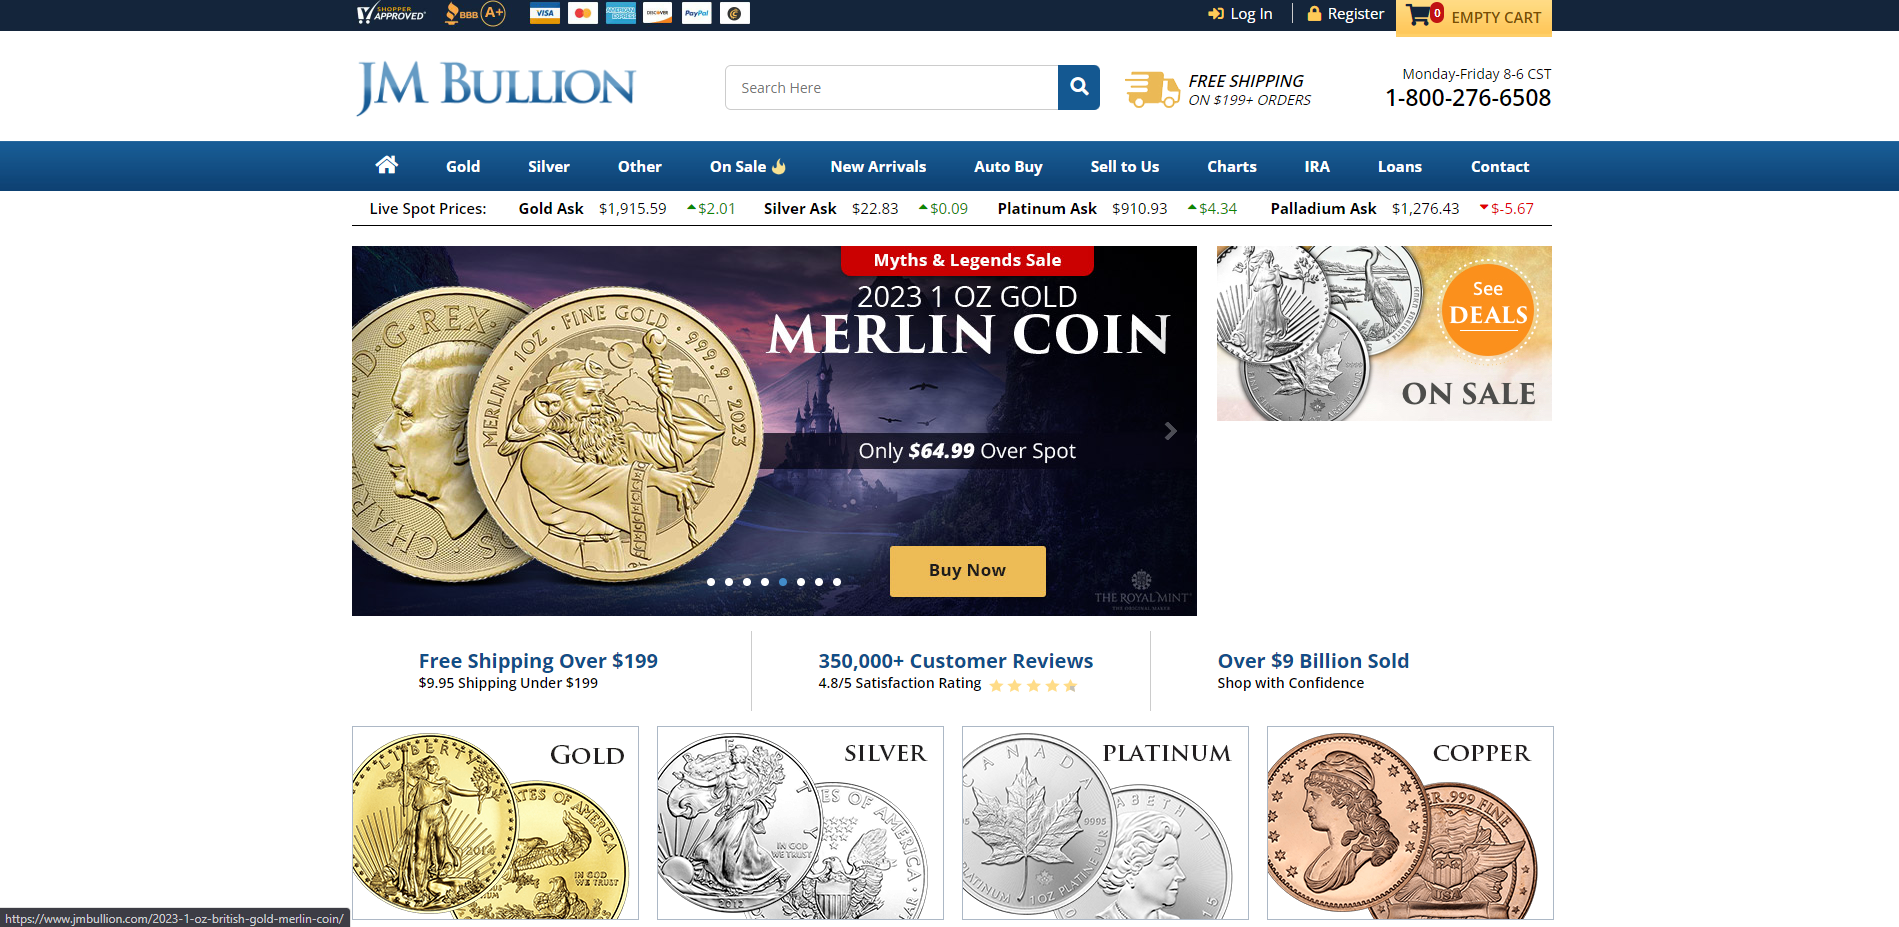 SHOPPER
APPROVED
BBB A+ VISA AMERICAN EXPRESS DISCOVER PayPal
Log In Register 0 EMPTY CART
JM BULLION
Search Here
FREE SHIPPING
ON $199+ ORDERS
Monday-Friday 8-6 CST
1-800-276-6508
Gold Silver Other On Sale New Arrivals Auto Buy Sell to Us Charts IRA Loans Contact
Live Spot Prices: Gold Ask $1,915.59 $2.01 Silver Ask $22.83 $0.09 Platinum Ask $910.93 $4.34 Palladium Ask $1,276.43 $-5.67
Myths & Legends Sale
2023 1 OZ GOLD
MERLIN COIN
Only $64.99 Over Spot
Buy Now
THE ROYAL MINT
THE ORIGINAL MAKER
D·G·REX
MERLIN · 1OZ · FINE GOLD · 999.9 · 2023
See
DEALS
ON SALE
Free Shipping Over $199
$9.95 Shipping Under $199
350,000+ Customer Reviews
4.8/5 Satisfaction Rating
Over $9 Billion Sold
Shop with Confidence
GOLD
LIBERTY
2014
TES OF AMERICA
IN GOD
WE TRUST
SILVER
IN GOD
WE TRUST
2012
ES OF AMERICA
PLATINUM
CANADA
9995
PLATINUM 1OZ PLATINE PUR
ABETH II
COPPER
.999 FINE
USA
https://www.jmbullion.com/2023-1-oz-british-gold-merlin-coin/